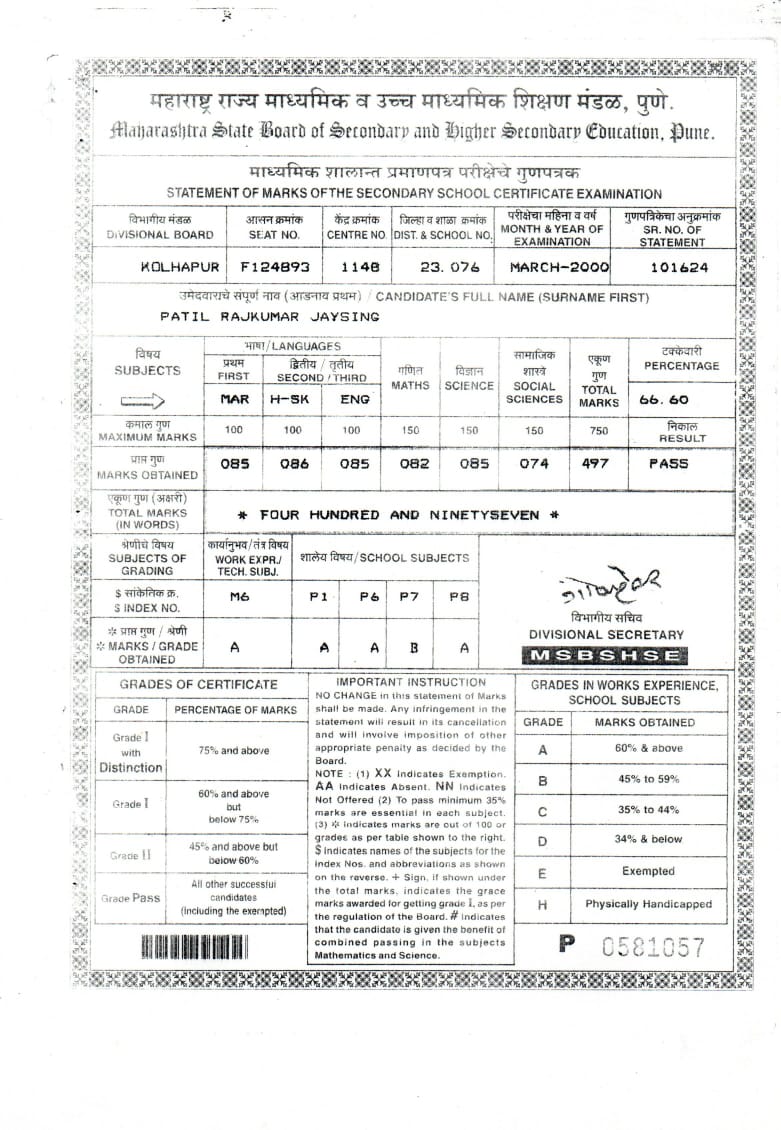 महाराष्ट्र राज्य माध्यमिक व उच्च माध्यमिक शिक्षण मंडळ, पुणे.
Maharashtra State Board of Secondary and Higher Secondary Education, Pune.
माध्यमिक शालान्त प्रमाणपत्र परीक्षेचे गुणपत्रक
STATEMENT OF MARKS OF THE SECONDARY SCHOOL CERTIFICATE EXAMINATION
विभागीय मंडळ
DIVISIONAL BOARD
आसन क्रमांक
SEAT NO.
केंद्र क्रमांक
CENTRE NO.
जिल्हा व शाळा क्रमांक
DIST. & SCHOOL NO.
परीक्षेचा महिना व वर्ष
MONTH & YEAR OF
EXAMINATION
गुणपत्रिकेचा अनुक्रमांक
SR. NO. OF
STATEMENT
KOLHAPUR F124893 1148 23. 076 MARCH-2000 101624
उमेदवाराचे संपूर्ण नाव (आडनाव प्रथम) / CANDIDATE'S FULL NAME (SURNAME FIRST)
PATIL RAJKUMAR JAYSING
विषय
SUBJECTS
भाषा/LANGUAGES
प्रथम
FIRST
द्वितीय / तृतीय
SECOND / THIRD
MAR H-SK ENG
गणित
MATHS
विज्ञान
SCIENCE
सामाजिक
शास्त्रे
SOCIAL
SCIENCES
एकूण
गुण
TOTAL
MARKS
टक्केवारी
PERCENTAGE
66.60
कमाल गुण
MAXIMUM MARKS
100 100 100 150 150 150 750
निकाल
RESULT
प्राप्त गुण
MARKS OBTAINED
085 086 085 082 085 074 497 PASS
एकूण गुण (अक्षरी)
TOTAL MARKS
(IN WORDS)
* FOUR HUNDRED AND NINETYSEVEN *
श्रेणीचे विषय
SUBJECTS OF
GRADING
कार्यानुभव/तंत्र विषय
WORK EXPR./
TECH. SUBJ.
शालेय विषय/SCHOOL SUBJECTS
$ सांकेतिक क्र.
$ INDEX NO.
M6 P1 P6 P7 P8
* प्राप्त गुण / श्रेणी
* MARKS / GRADE
OBTAINED
A A A B A
विभागीय सचिव
DIVISIONAL SECRETARY
MSBSHSE
GRADES OF CERTIFICATE
GRADE PERCENTAGE OF MARKS
Grade I
with
Distinction
75% and above
Grade I
60% and above
but
below 75%
Grade II
45% and above but
below 60%
Grade Pass
All other successful
candidates
(Including the exempted)
IMPORTANT INSTRUCTION
NO CHANGE in this statement of Marks
shall be made. Any infringement in the
statement will result in its cancellation
and will involve imposition of other
appropriate penalty as decided by the
Board.
NOTE : (1) XX Indicates Exemption.
AA Indicates Absent. NN Indicates
Not Offered (2) To pass minimum 35%
marks are essential in each subject.
(3) * Indicates marks are out of 100 or
grades as per table shown to the right.
$ Indicates names of the subjects for the
Index Nos. and abbreviations as shown
on the reverse. + Sign, if shown under
the total marks, indicates the grace
marks awarded for getting grade I, as per
the regulation of the Board. # Indicates
that the candidate is given the benefit of
combined passing in the subjects
Mathematics and Science.
GRADES IN WORKS EXPERIENCE,
SCHOOL SUBJECTS
GRADE MARKS OBTAINED
A 60% & above
B 45% to 59%
C 35% to 44%
D 34% & below
E Exempted
H Physically Handicapped
P 0581057